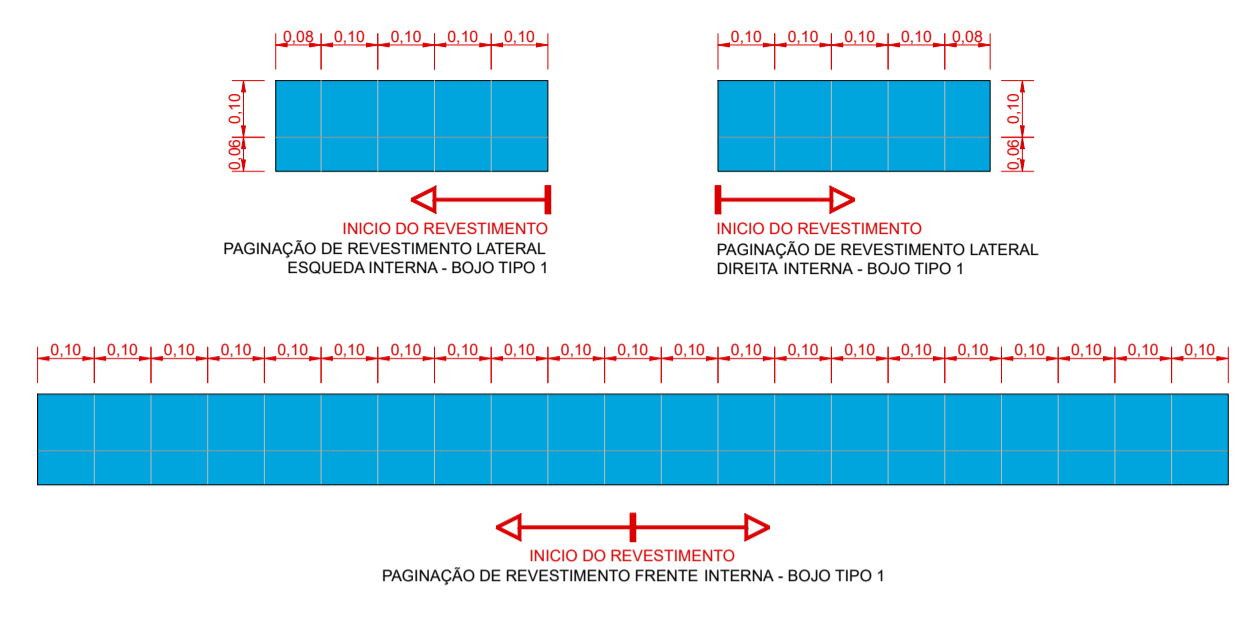 0,08 0,10 0,10 0,10 0,10
0,10
0,06
INICIO DO REVESTIMENTO
PAGINAÇÃO DE REVESTIMENTO LATERAL
ESQUEDA INTERNA - BOJO TIPO 1
0,10 0,10 0,10 0,10 0,08
0,10
0,06
INICIO DO REVESTIMENTO
PAGINAÇÃO DE REVESTIMENTO LATERAL
DIREITA INTERNA - BOJO TIPO 1
0,10 0,10 0,10 0,10 0,10 0,10 0,10 0,10 0,10 0,10 0,10 0,10 0,10 0,10 0,10 0,10 0,10 0,10 0,10 0,10 0,10
INICIO DO REVESTIMENTO
PAGINAÇÃO DE REVESTIMENTO FRENTE INTERNA - BOJO TIPO 1